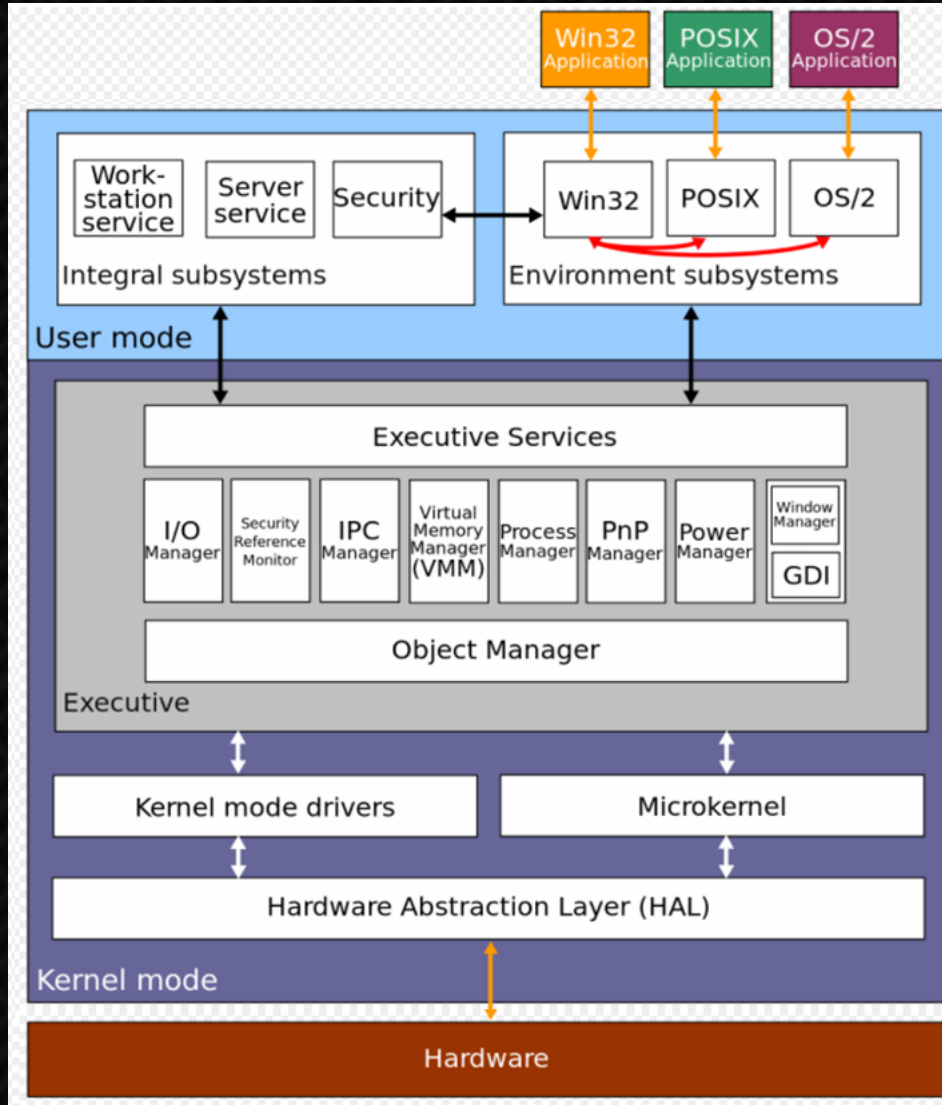 Win32
Application
POSIX
Application
OS/2
Application
Work-
station
service
Server
service
Security
Integral subsystems
Win32
POSIX
OS/2
Environment subsystems
User mode
Executive Services
I/O
Manager
Security
Reference
Monitor
IPC
Manager
Virtual
Memory
Manager
(VMM)
Process
Manager
PnP
Manager
Power
Manager
Window
Manager
GDI
Object Manager
Executive
Kernel mode drivers
Microkernel
Hardware Abstraction Layer (HAL)
Kernel mode
Hardware